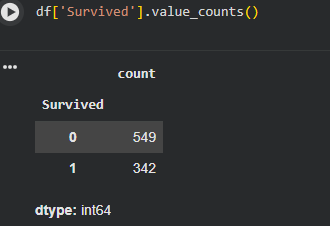 df['Survived'].value_counts()
count
Survived
0 549
1 342
dtype: int64